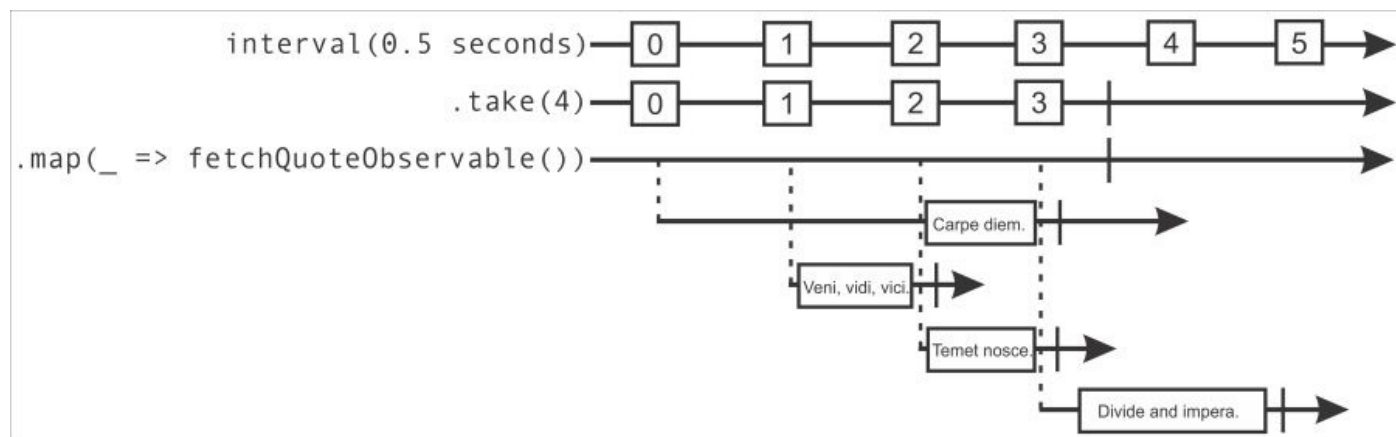 interval(0.5 seconds) 0 1 2 3 4 5
.take(4) 0 1 2 3
.map(_ => fetchQuoteObservable())
Carpe diem.
Veni, vidi, vici.
Temet nosce.
Divide and impera.